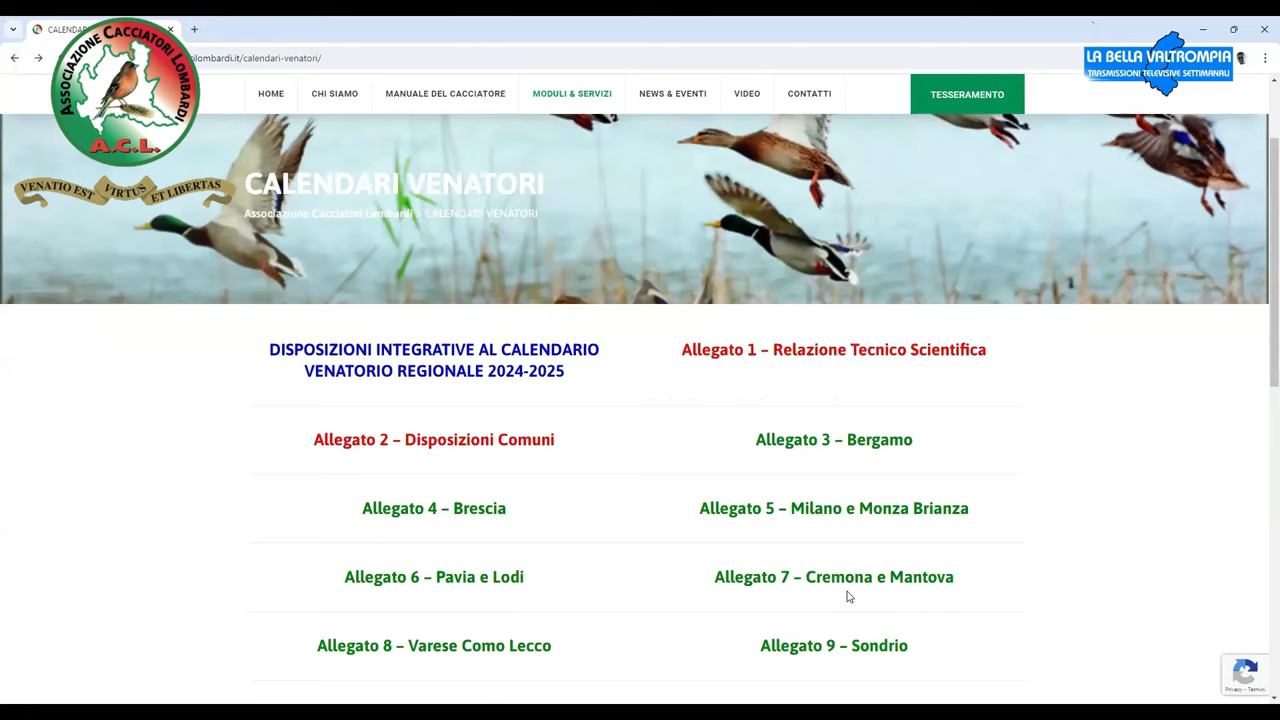 CALENDAR
ilombardi.it/calendari-venatori/
ASSOCIAZIONE CACCIATORI LOMBARDI
A.C.L.
VENATIO EST VIRTUS ET LIBERTAS
LA BELLA VALTROMPIA
TRASMISSIONI TELEVISIVE SETTIMANALI
HOME
CHI SIAMO
MANUALE DEL CACCIATORE
MODULI & SERVIZI
NEWS & EVENTI
VIDEO
CONTATTI
TESSERAMENTO
CALENDARI VENATORI
Associazione Cacciatori Lombardi > CALENDARI VENATORI
DISPOSIZIONI INTEGRATIVE AL CALENDARIO
VENATORIO REGIONALE 2024-2025
Allegato 1 – Relazione Tecnico Scientifica
Allegato 2 – Disposizioni Comuni
Allegato 3 – Bergamo
Allegato 4 – Brescia
Allegato 5 – Milano e Monza Brianza
Allegato 6 – Pavia e Lodi
Allegato 7 – Cremona e Mantova
Allegato 8 – Varese Como Lecco
Allegato 9 – Sondrio
Privacy - Termini